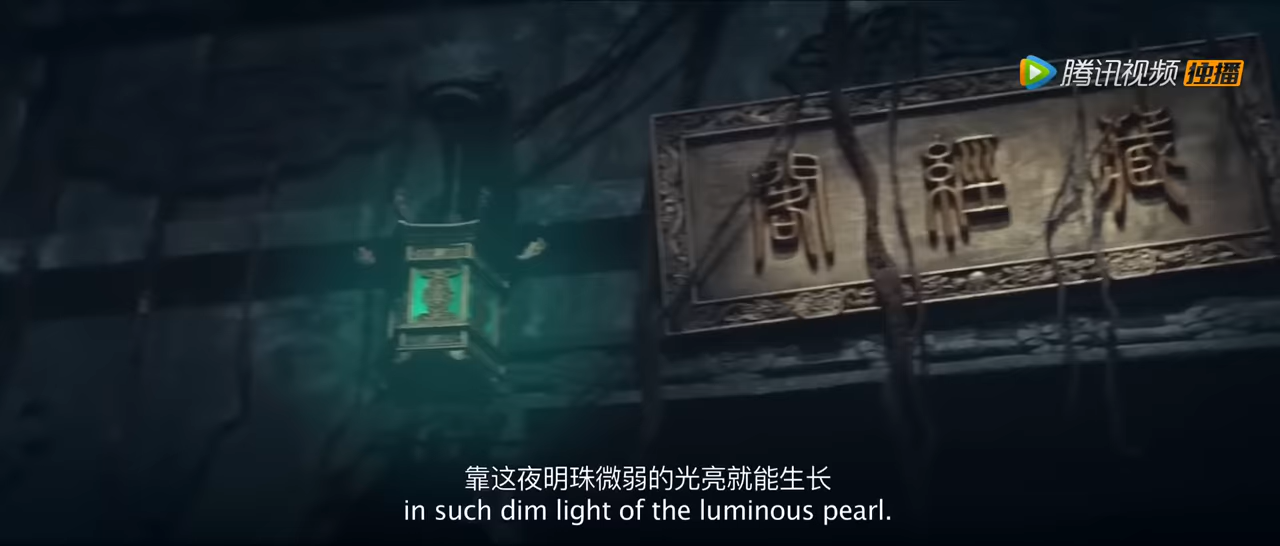 腾讯视频 独播
閣經藏
靠这夜明珠微弱的光亮就能生长
in such dim light of the luminous pearl.